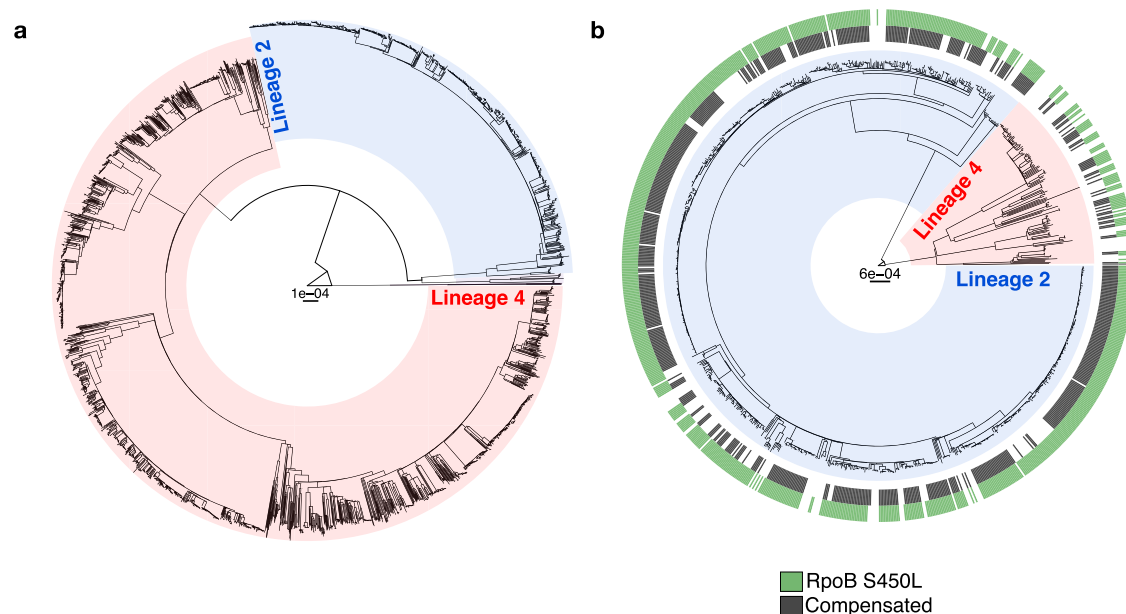 a
b
Lineage 2
1e−04
Lineage 4
Lineage 4
6e−04
Lineage 2
RpoB S450L
Compensated